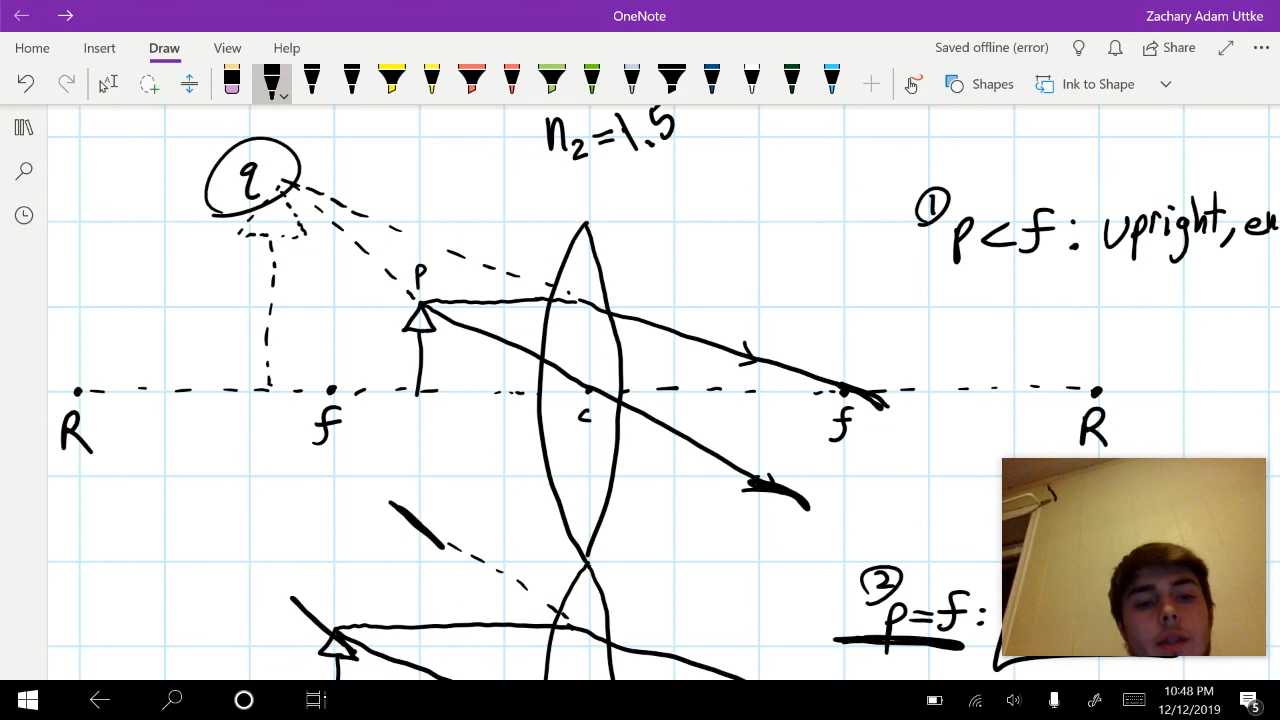 OneNote
Zachary Adam Uttke
Home Insert Draw View Help
Saved offline (error)
Share
Shapes
Ink to Shape
n2=1.5
q
① p<f: upright, en
p
R f c f R
② p=f:
10:48 PM
12/12/2019
5